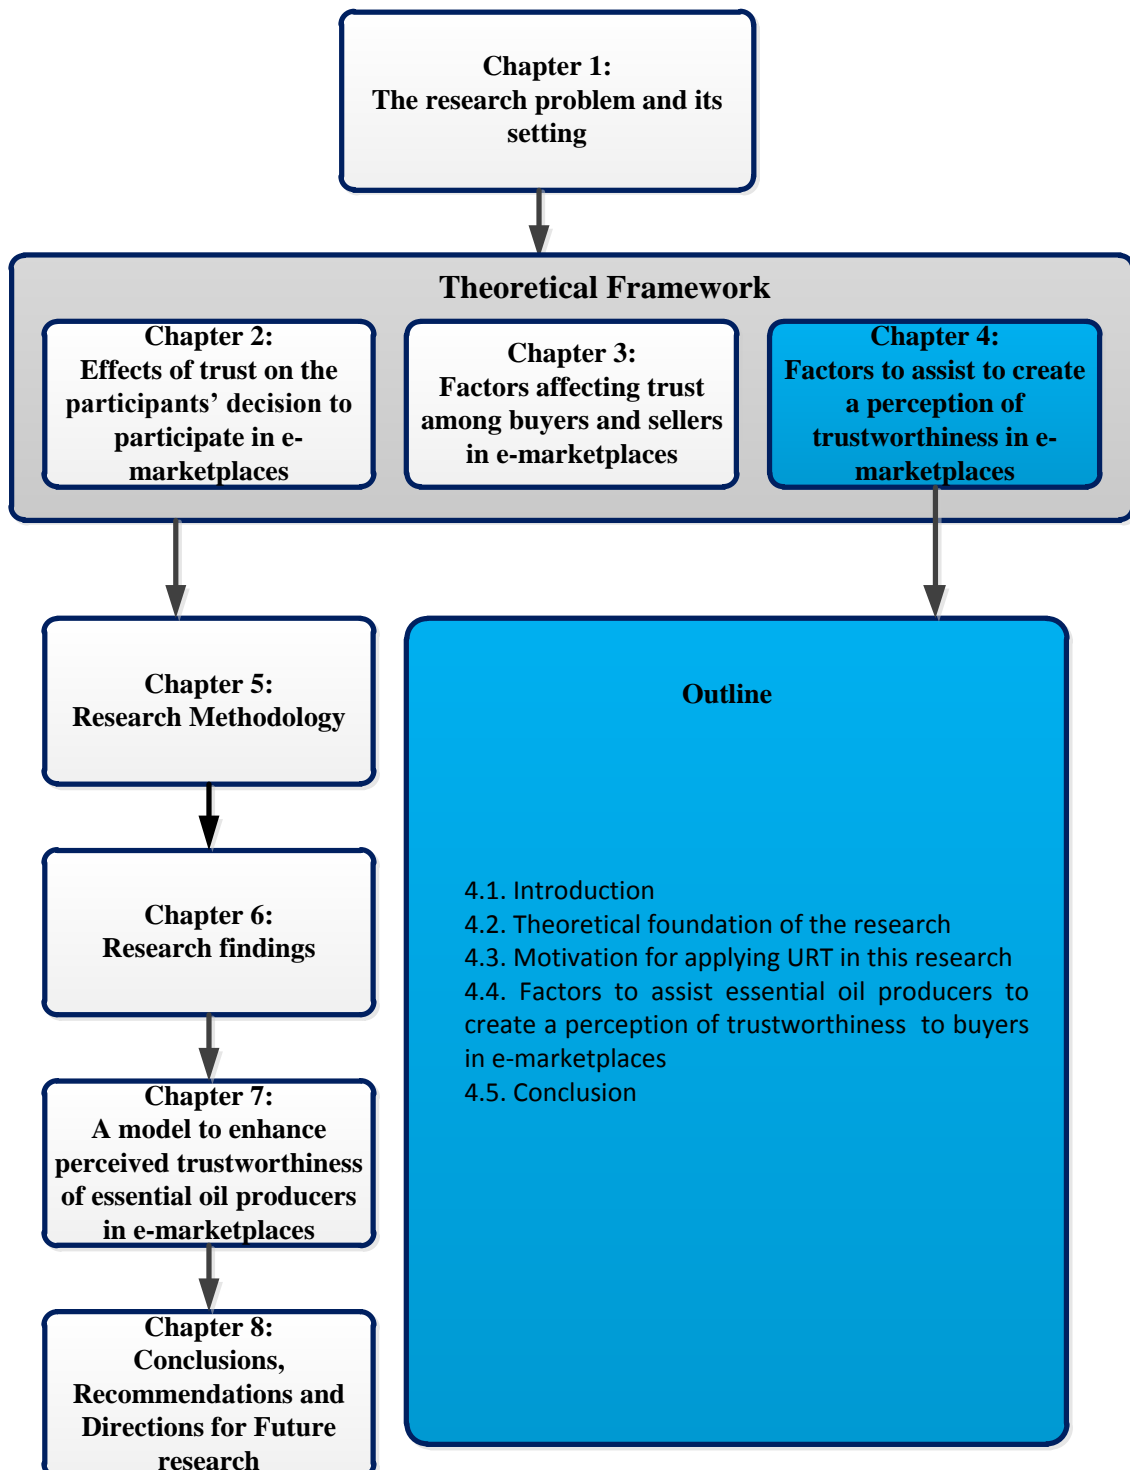 Chapter 1:
The research problem and its
setting
Theoretical Framework
Chapter 2:
Effects of trust on the
participants’ decision to
participate in e-
marketplaces
Chapter 3:
Factors affecting trust
among buyers and sellers
in e-marketplaces
Chapter 4:
Factors to assist to create
a perception of
trustworthiness in e-
marketplaces
Chapter 5:
Research Methodology
Chapter 6:
Research findings
Chapter 7:
A model to enhance
perceived trustworthiness
of essential oil producers
in e-marketplaces
Chapter 8:
Conclusions,
Recommendations and
Directions for Future
research
Outline
4.1. Introduction
4.2. Theoretical foundation of the research
4.3. Motivation for applying URT in this research
4.4. Factors to assist essential oil producers to
create a perception of trustworthiness to buyers
in e-marketplaces
4.5. Conclusion